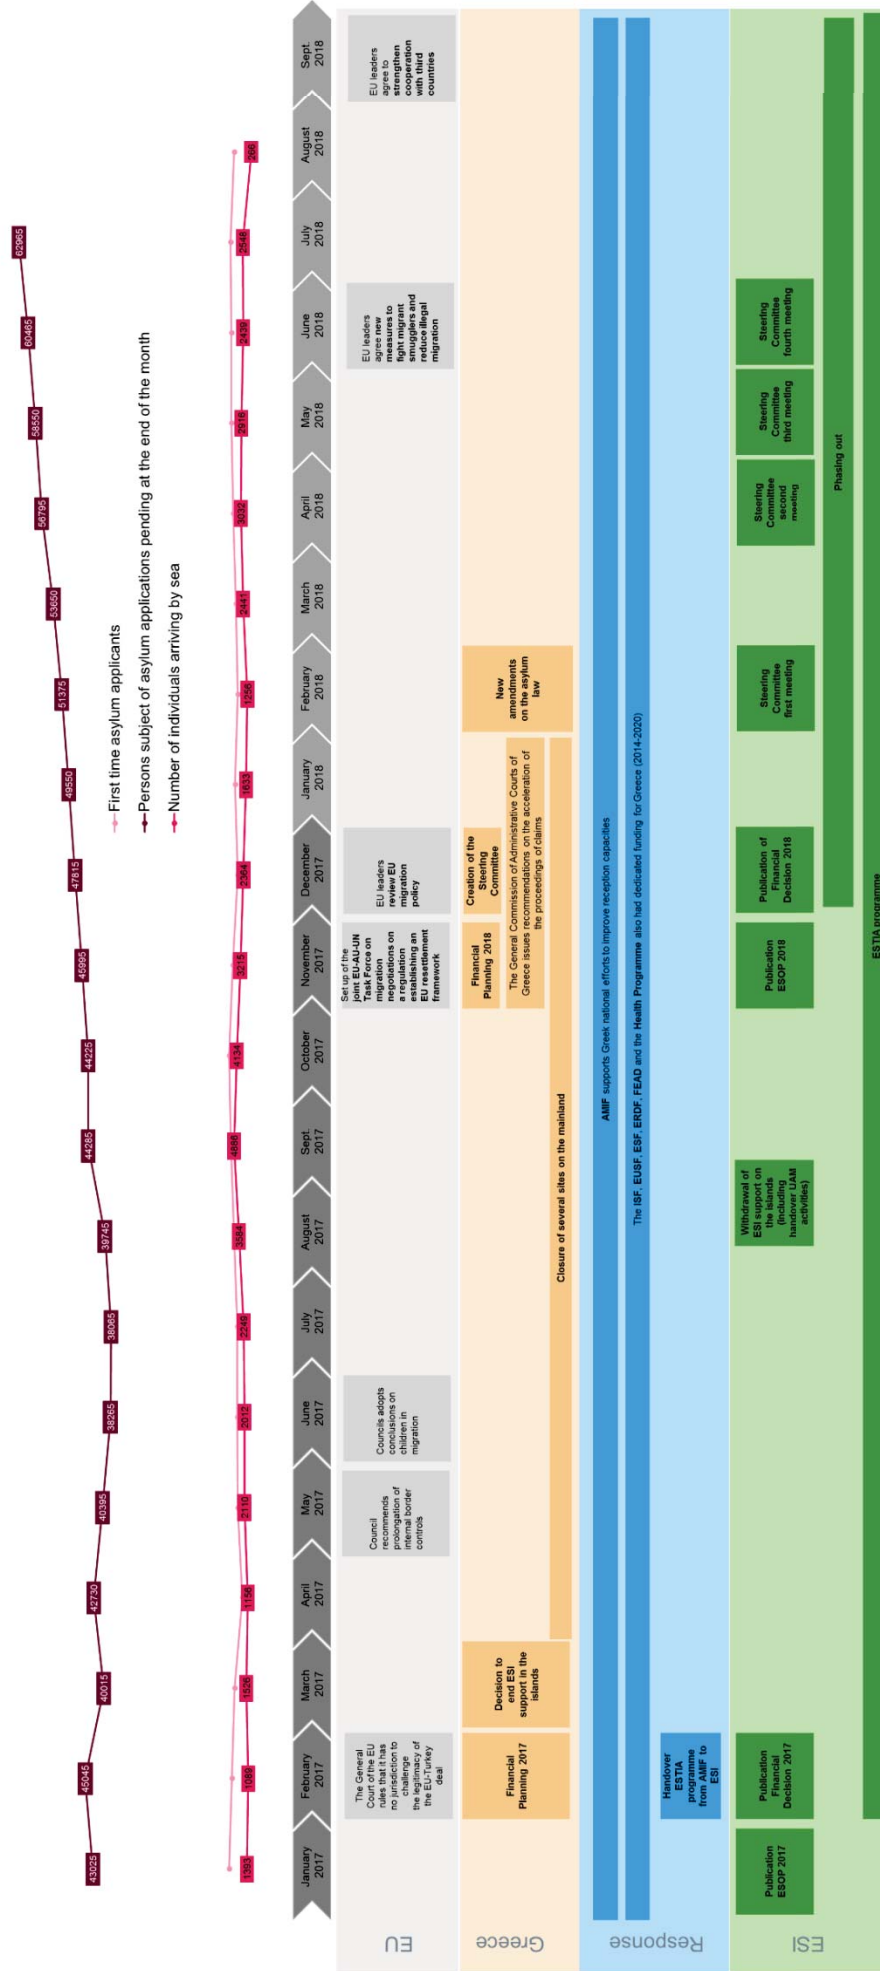 43025
45045
40015
42730
40395
38265
38065
39745
44285
44225
45995
47815
49550
51375
53650
56795
58550
60465
62965
First time asylum applicants
Persons subject of asylum applications pending at the end of the month
Number of individuals arriving by sea
1393
1089
1526
1156
2110
2012
2249
3584
4886
4134
3215
2364
1633
1256
2441
3032
2916
2439
2548
266
January
2017
February
2017
March
2017
April
2017
May
2017
June
2017
July
2017
August
2017
Sept.
2017
October
2017
November
2017
December
2017
January
2018
February
2018
March
2018
April
2018
May
2018
June
2018
July
2018
August
2018
Sept.
2018
EU
The General
Court of the EU
rules that it has
no jurisdiction to
challenge
the legitimacy of
the EU-Turkey
deal
Council
recommends
prolongation of
internal border
controls
Councils adopts
conclusions on
children in
migration
Set up of the
joint EU-AU-UN
Task Force on
migration
negotiations on
a regulation
establishing an
EU resettlement
framework
EU leaders
review EU
migration
policy
EU leaders
agree new
measures to
fight migrant
smugglers and
reduce illegal
migration
EU leaders
agree to
strengthen
cooperation
with third
countries
Greece
Financial
Planning 2017
Decision to
end ESI
support in the
islands
Financial
Planning 2018
Creation of the
Steering
Committee
The General Commission of Administrative Courts of
Greece issues recommendations on the acceleration of
the proceedings of claims
Closure of several sites on the mainland
New
amendments
on the asylum
law
Response
AMIF supports Greek national efforts to improve reception capacities
The ISF, EUSF, ESF, ERDF, FEAD and the Health Programme also had dedicated funding for Greece (2014-2020)
Handover
ESTIA
programme
from AMIF to
ESI
ESI
Publication
ESOP 2017
Publication
Financial
Decision 2017
Withdrawal of
ESI support on
the islands
(including
handover UAM
activities)
Publication
ESOP 2018
Publication of
Financial
Decision 2018
Steering
Committee
first meeting
Steering
Committee
second
meeting
Steering
Committee
third meeting
Steering
Committee
fourth meeting
Phasing out
ESTIA programme